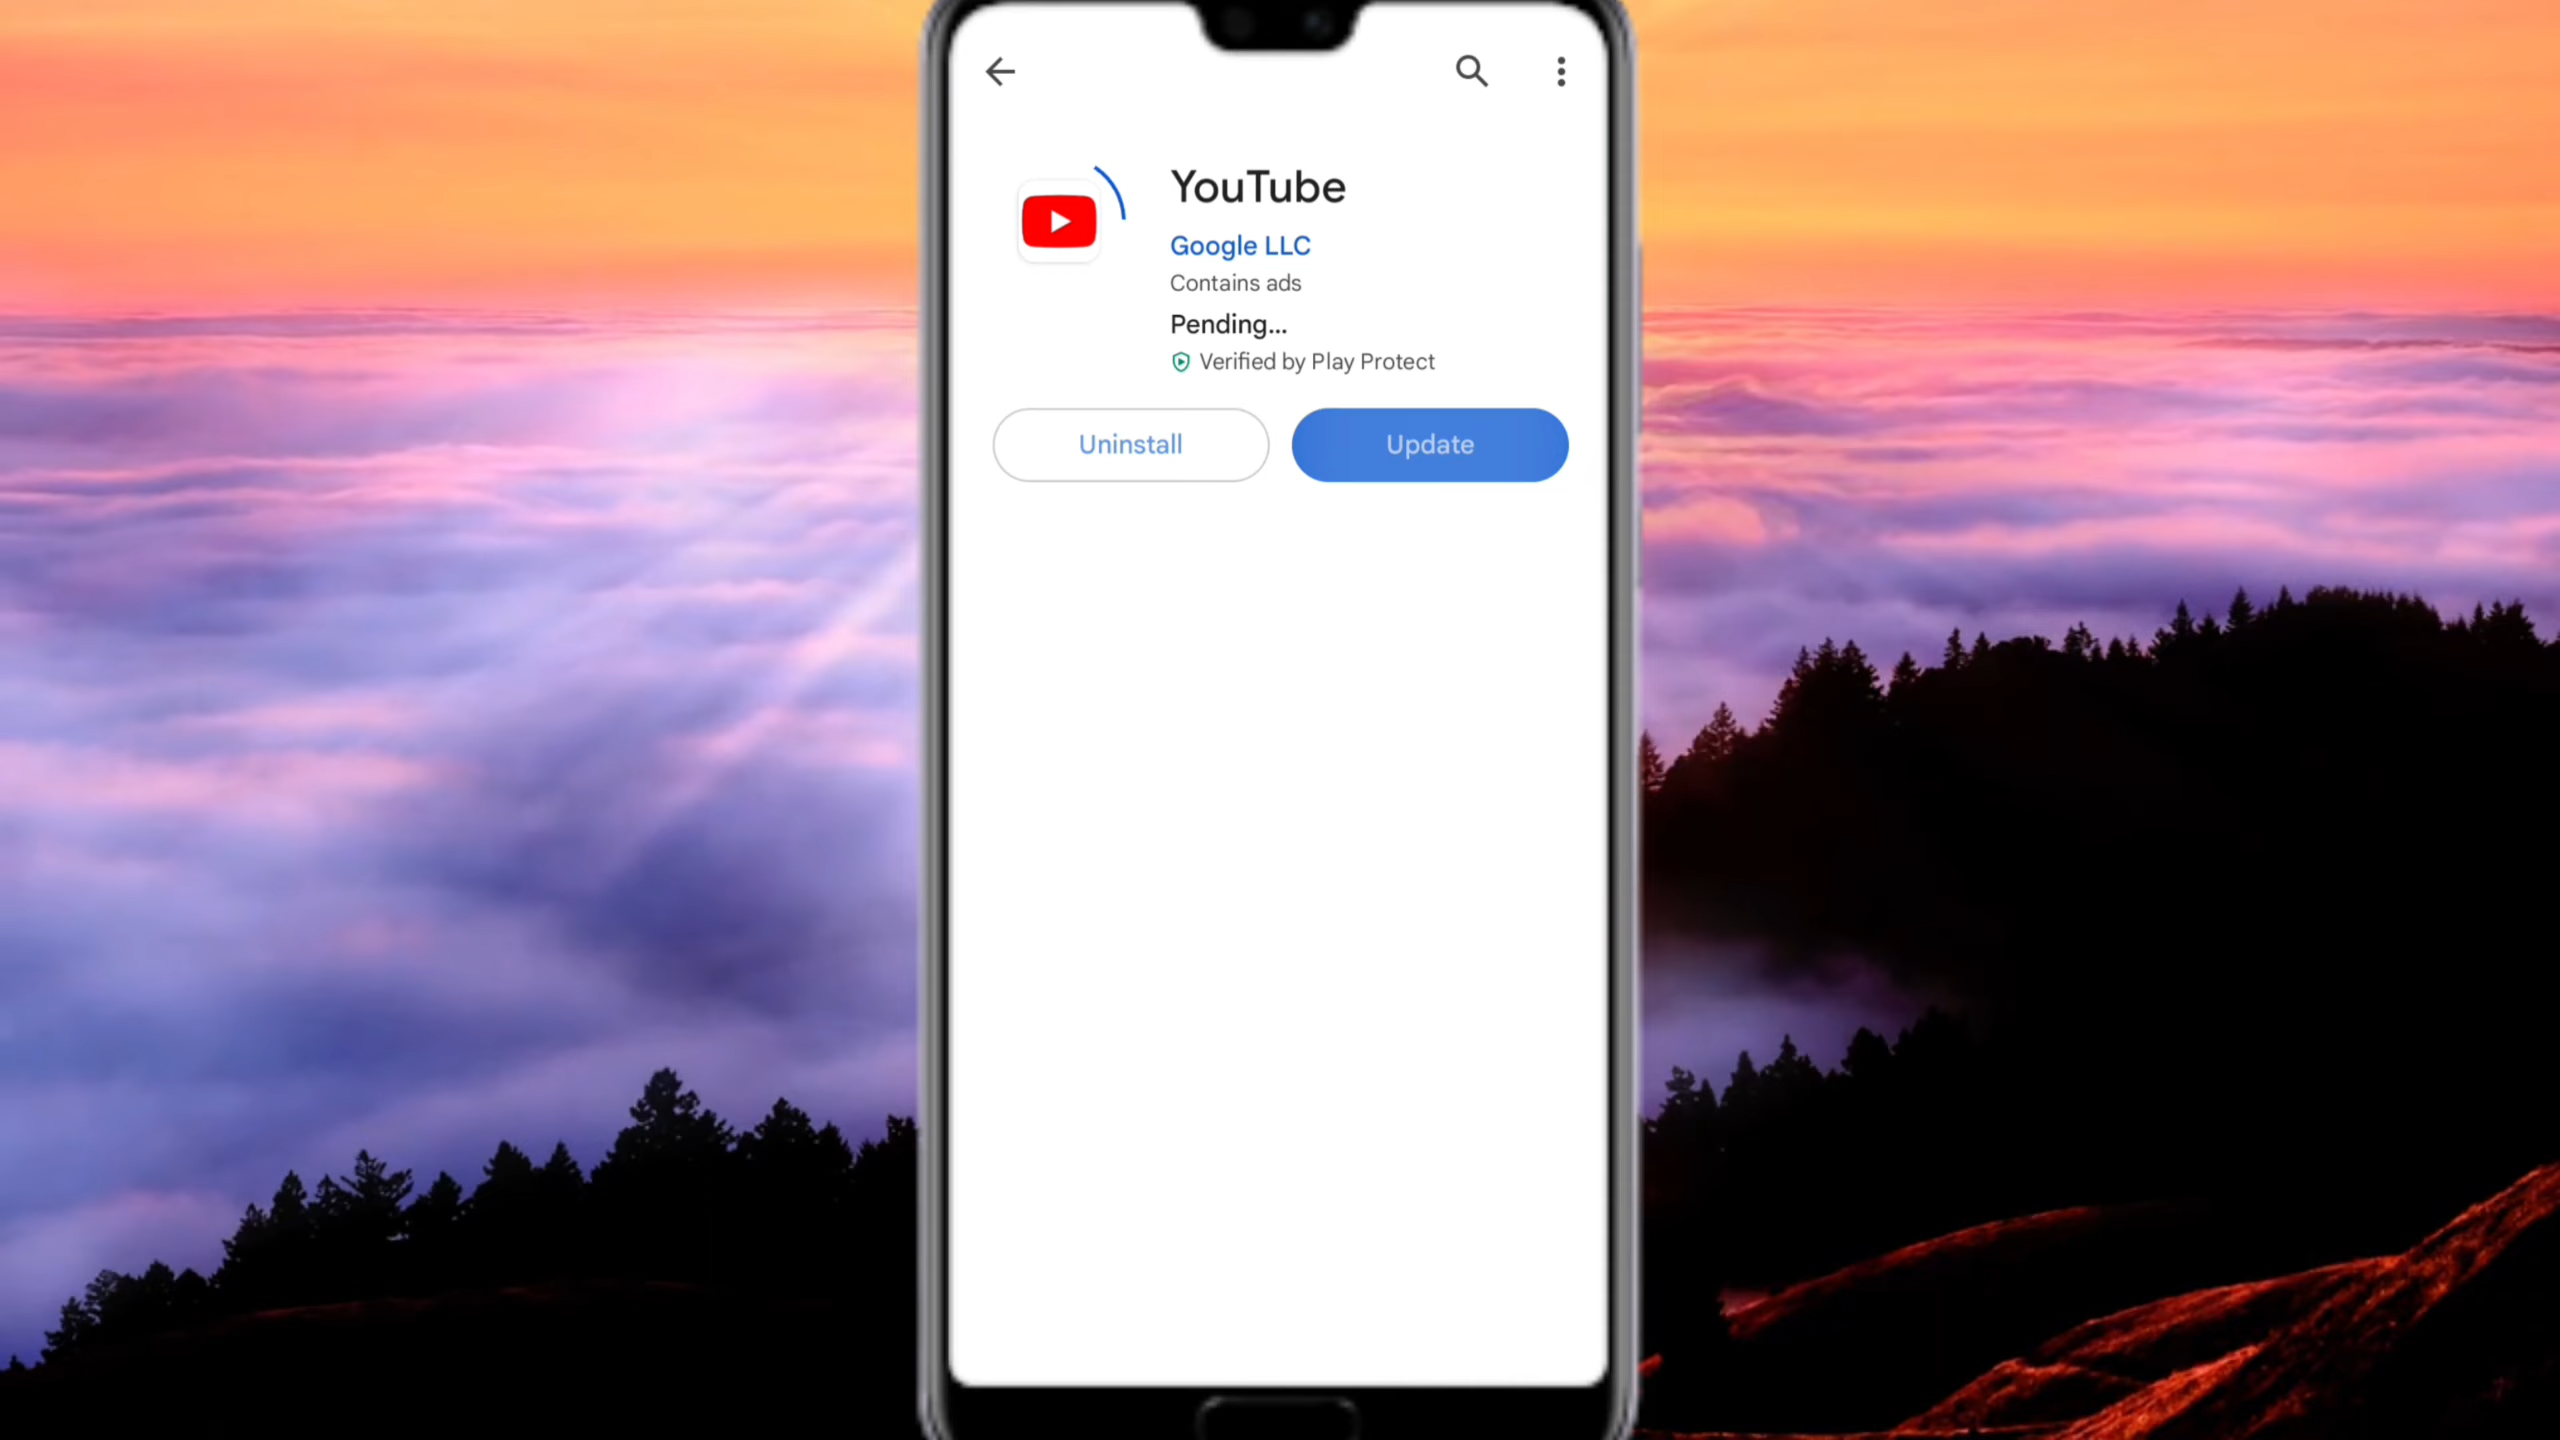 YouTube
Google LLC
Contains ads
Pending...
Verified by Play Protect
Uninstall
Update